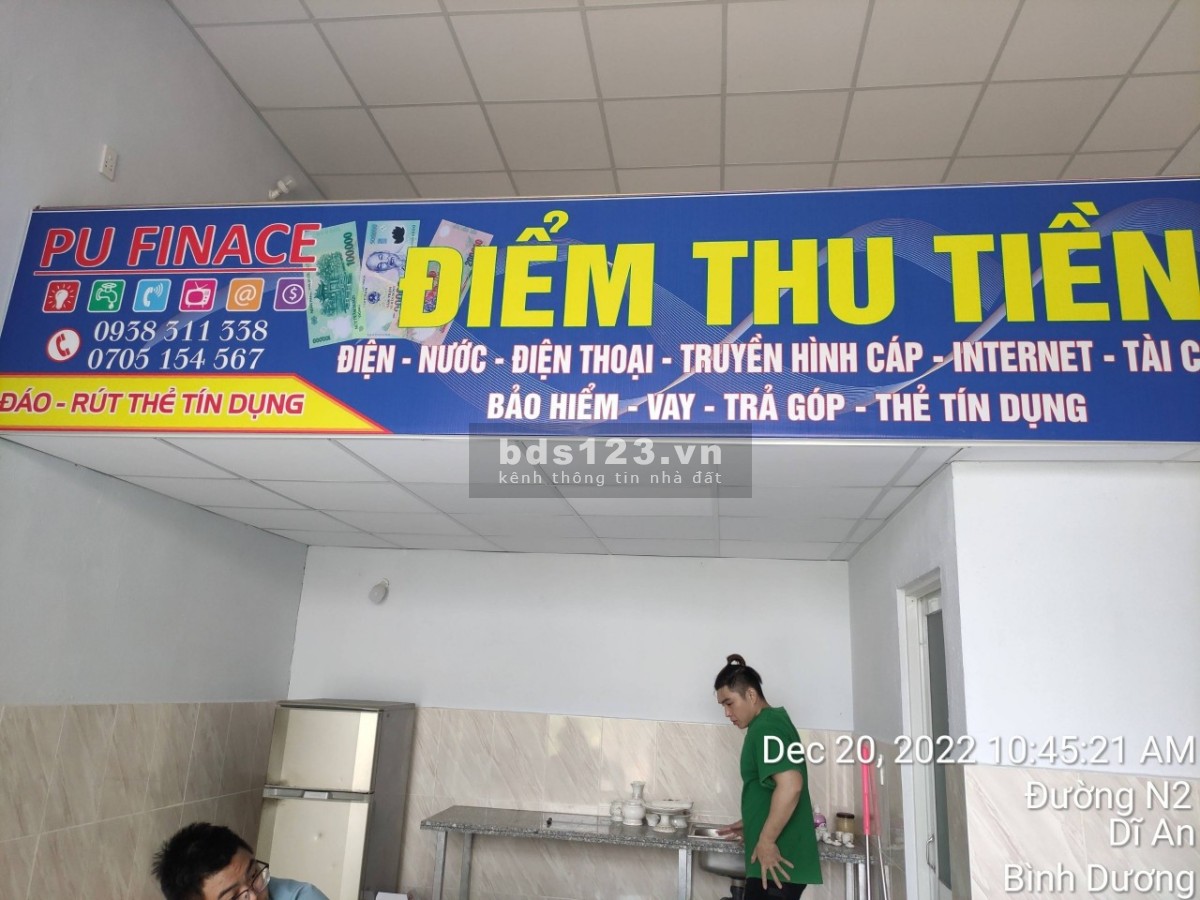 PU FINACE
ĐIỂM THU TIỀN
0938 311 338
0705 154 567
ĐIỆN - NƯỚC - ĐIỆN THOẠI - TRUYỀN HÌNH CÁP - INTERNET - TÀI C
ĐÁO - RÚT THẺ TÍN DỤNG
BẢO HIỂM - VAY - TRẢ GÓP - THẺ TÍN DỤNG
bds123.vn
kênh thông tin nhà đất
Dec 20, 2022 10:45:21 AM
Đường N2
Dĩ An
Bình Dương